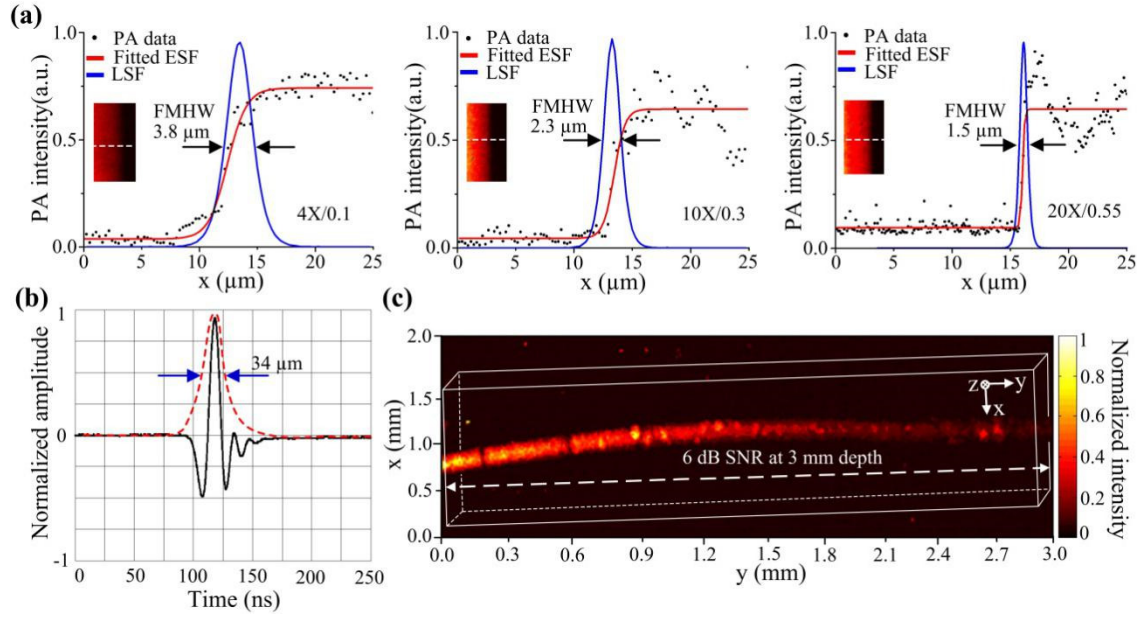 (a)
PA data
Fitted ESF
LSF
FMHW
3.8 µm
4X/0.1
PA intensity(a.u.)
1.0
0.5
0.0
0 5 10 15 20 25
x (µm)
PA data
Fitted ESF
LSF
FMHW
2.3 µm
10X/0.3
PA intensity(a.u.)
1.0
0.5
0.0
0 5 10 15 20 25
x (µm)
PA data
Fitted ESF
LSF
FMHW
1.5 µm
20X/0.55
PA intensity(a.u.)
1.0
0.5
0.0
0 5 10 15 20 25
x (µm)
(b)
Normalized amplitude
1
0
-1
34 µm
0 50 100 150 200 250
Time (ns)
(c)
x (mm)
2.0
1.5
1.0
0.5
0.0
z y
x
6 dB SNR at 3 mm depth
0.0 0.3 0.6 0.9 1.2 1.5 1.8 2.1 2.4 2.7 3.0
y (mm)
1
0.8
0.6
0.4
0.2
0
Normalized intensity